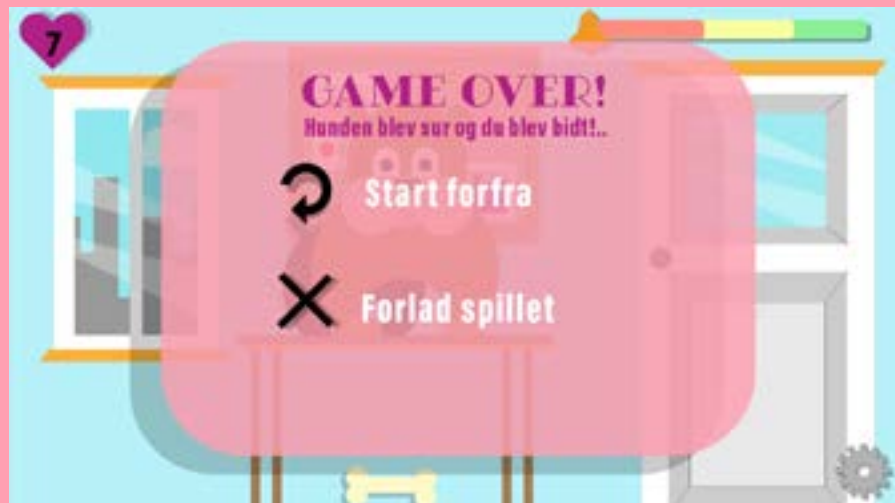 7
GAME OVER!
Hunden blev sur og du blev bidt!..
Start forfra
Forlad spillet